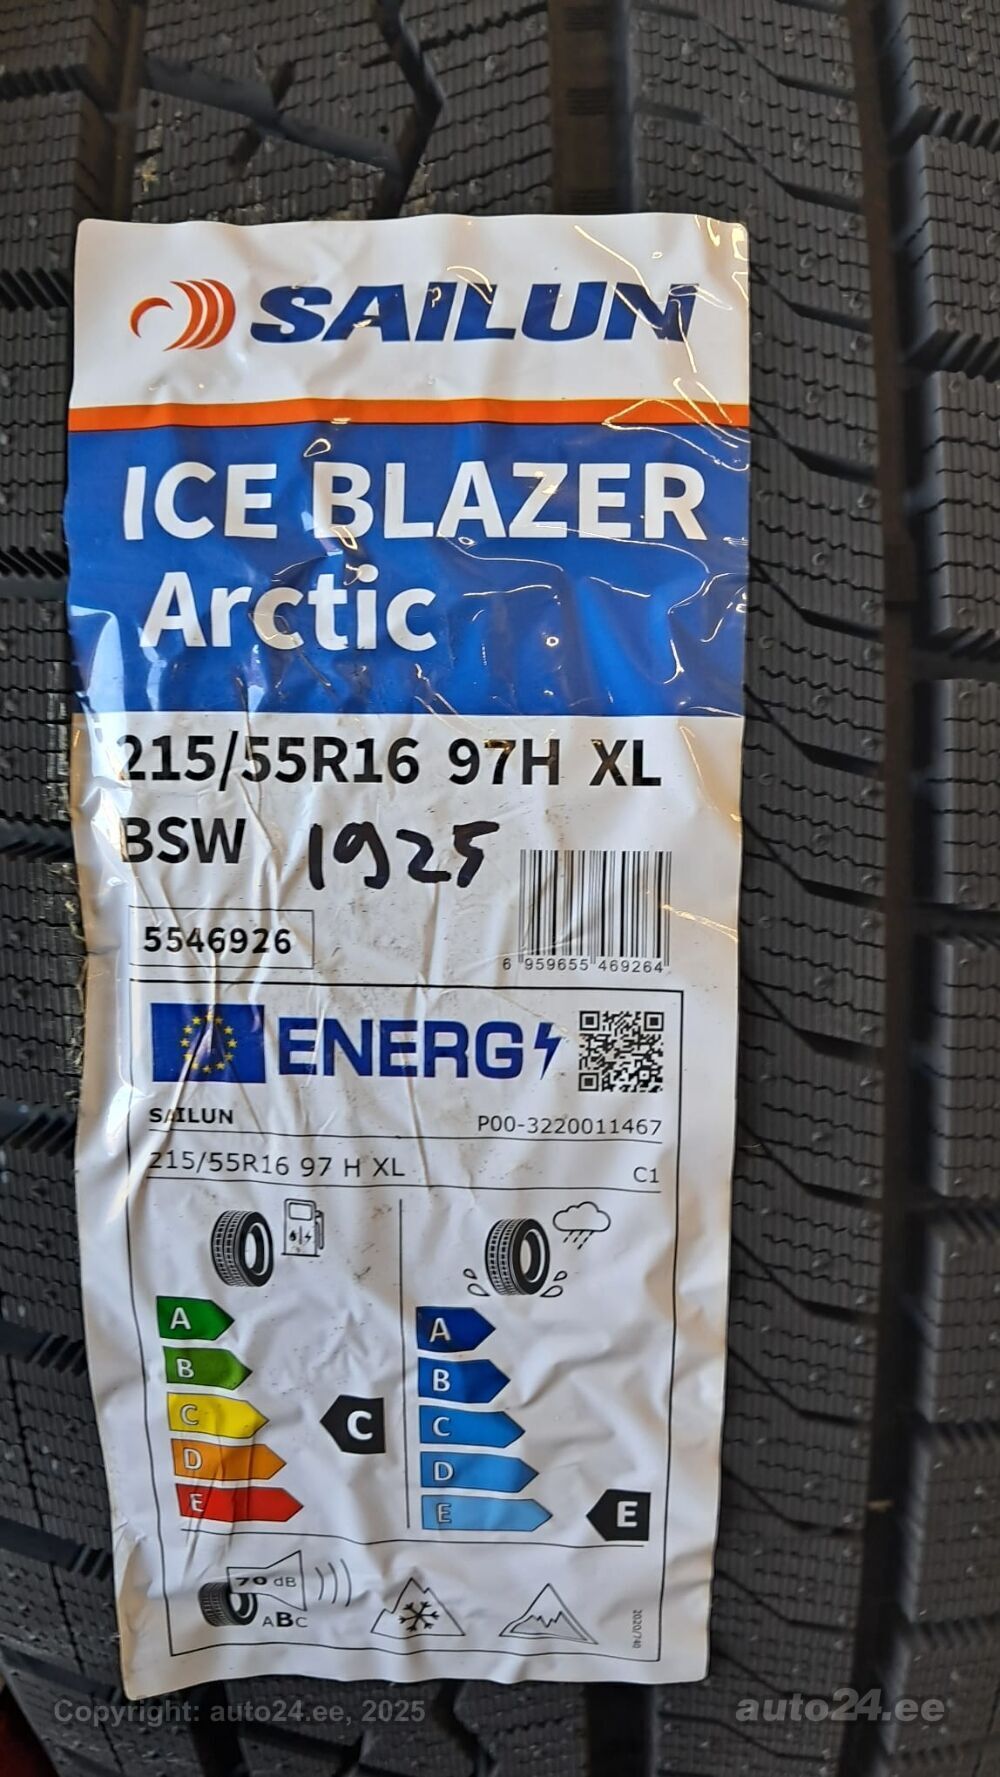 SAILUN
ICE BLAZER
Arctic
215/55R16 97H XL
BSW 1925
5546926
6 959655 469264
ENERG
SAILUN P00-3220011467
215/55R16 97 H XL C1
A A
B B
C C C
D D
E E E
70 dB
ABC
2020/740
Copyright: auto24.ee, 2025 auto24.ee